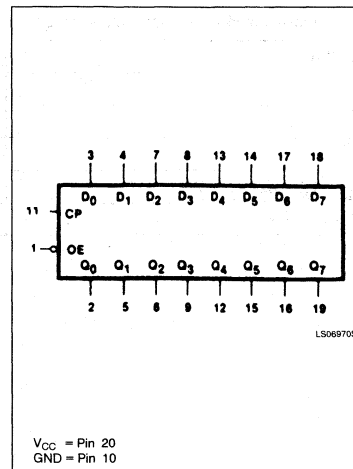 3 4 7 8 13 14 17 18
D0 D1 D2 D3 D4 D5 D6 D7
11 CP
1 OE
Q0 Q1 Q2 Q3 Q4 Q5 Q6 Q7
2 5 6 9 12 15 16 19
LS06970S
VCC = Pin 20
GND = Pin 10